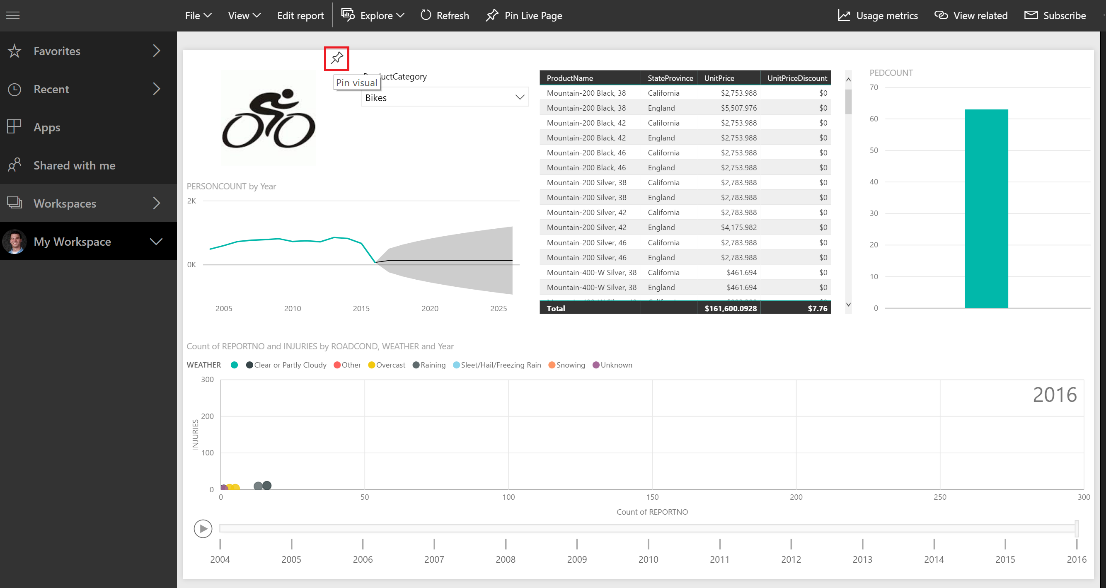 File View Edit report Explore Refresh Pin Live Page Usage metrics View related Subscribe
Favorites
Recent
Apps
Shared with me
Workspaces
My Workspace
Pin visual
ProductCategory
Bikes
ProductName StateProvince UnitPrice UnitPriceDiscount
Mountain-200 Black, 38 California $2,753.988 $0
Mountain-200 Black, 38 England $5,507.976 $0
Mountain-200 Black, 42 California $2,753.988 $0
Mountain-200 Black, 42 England $2,753.988 $0
Mountain-200 Black, 46 California $2,753.988 $0
Mountain-200 Black, 46 England $2,753.988 $0
Mountain-200 Silver, 38 California $2,783.988 $0
Mountain-200 Silver, 38 England $2,783.988 $0
Mountain-200 Silver, 42 California $2,783.988 $0
Mountain-200 Silver, 42 England $4,175.982 $0
Mountain-200 Silver, 46 California $2,783.988 $0
Mountain-200 Silver, 46 England $2,783.988 $0
Mountain-400-W Silver, 38 California $461.694 $0
Mountain-400-W Silver, 38 England $461.694 $0
Total $161,600.0928 $7.76
PEDCOUNT
70
60
50
40
30
20
10
0
PERSONCOUNT by Year
2K
0K
2005 2010 2015 2020 2025
Count of REPORTNO and INJURIES by ROADCOND, WEATHER and Year
WEATHER Clear or Partly Cloudy Other Overcast Raining Sleet/Hail/Freezing Rain Snowing Unknown
2016
INJURIES
300
200
100
0
0 50 100 150 200 250 300
Count of REPORTNO
2004 2005 2006 2007 2008 2009 2010 2011 2012 2013 2014 2015 2016